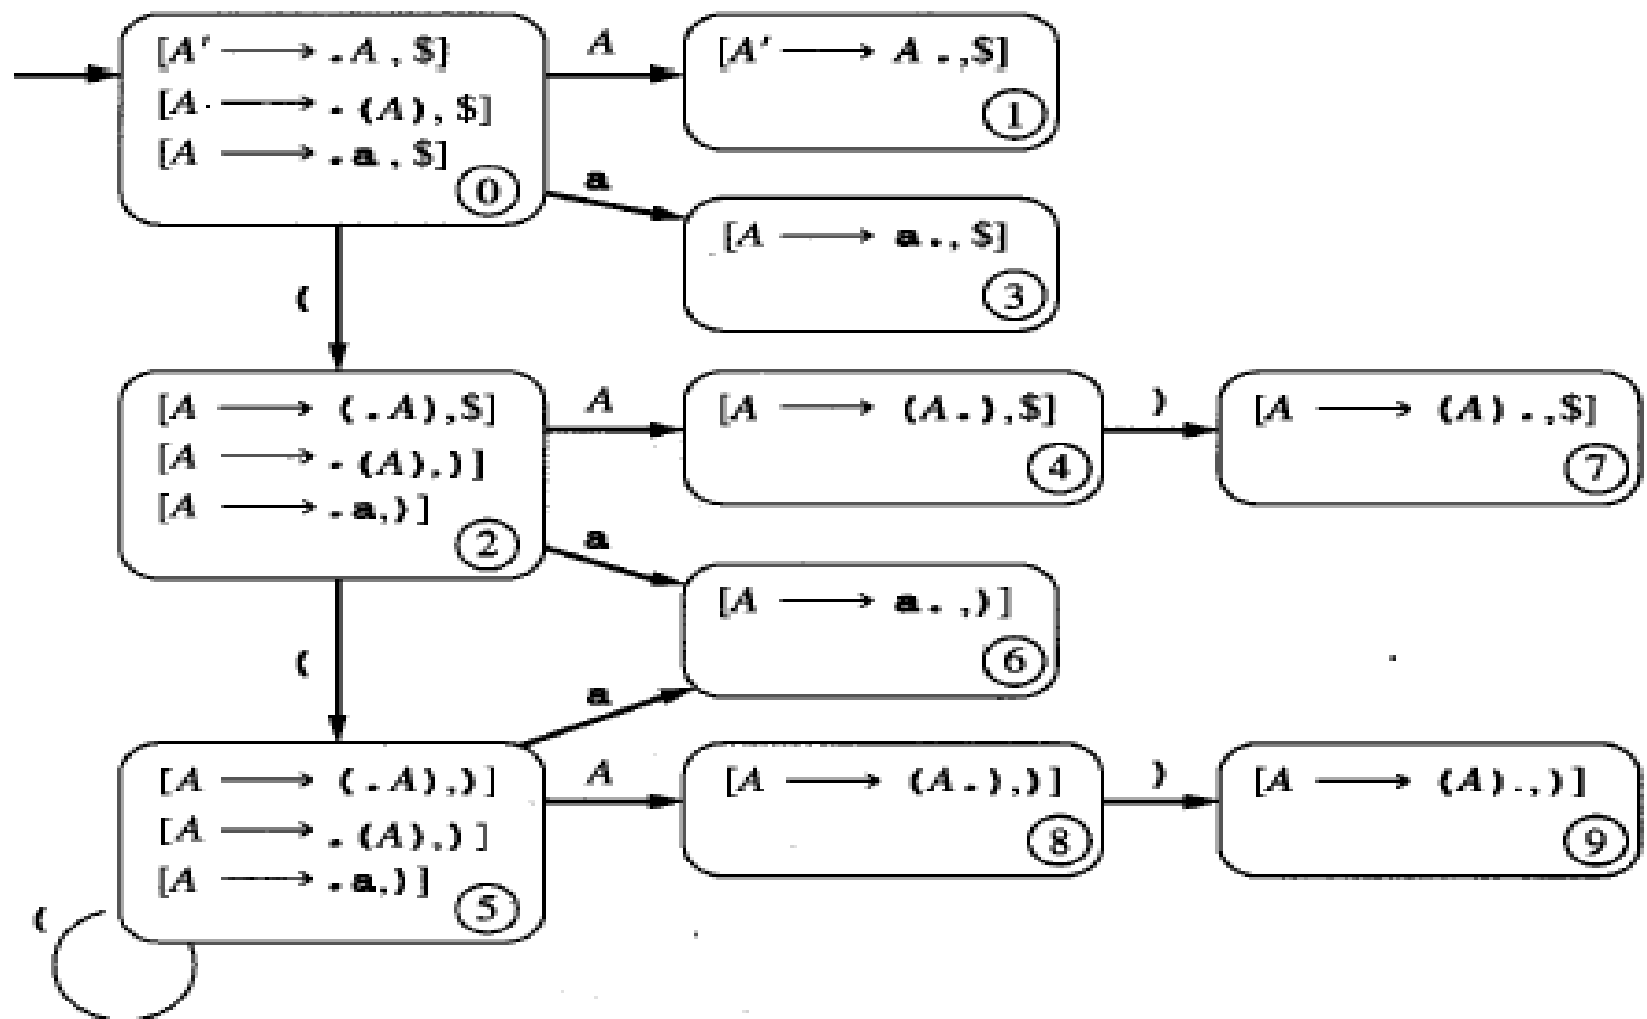 [A' ⟶ .A , $]
[A ⟶ .(A), $]
[A ⟶ .a , $]
0
A
[A' ⟶ A .,$]
1
a
[A ⟶ a ., $]
3
(
[A ⟶ (.A),$]
[A ⟶ .(A),)]
[A ⟶ .a,)]
2
A
[A ⟶ (A.),$]
4
)
[A ⟶ (A) .,$]
7
a
[A ⟶ a . ,)]
6
(
a
[A ⟶ (.A),)]
[A ⟶ .(A),)]
[A ⟶ .a,)]
5
A
[A ⟶ (A.),)]
8
)
[A ⟶ (A).,)]
9
(